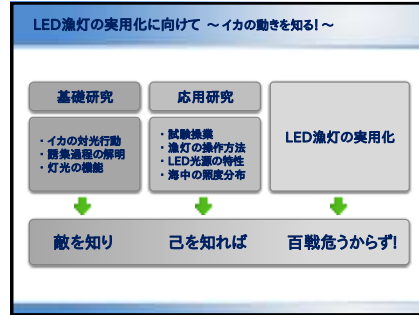 LED漁灯の実用化に向けて ～イカの動きを知る!～
基礎研究
応用研究
LED漁灯の実用化
・イカの対光行動
・誘集過程の解明
・灯光の機能
・試験操業
・漁灯の操作方法
・LED光源の特性
・海中の照度分布
敵を知り
己を知れば
百戦危うからず!